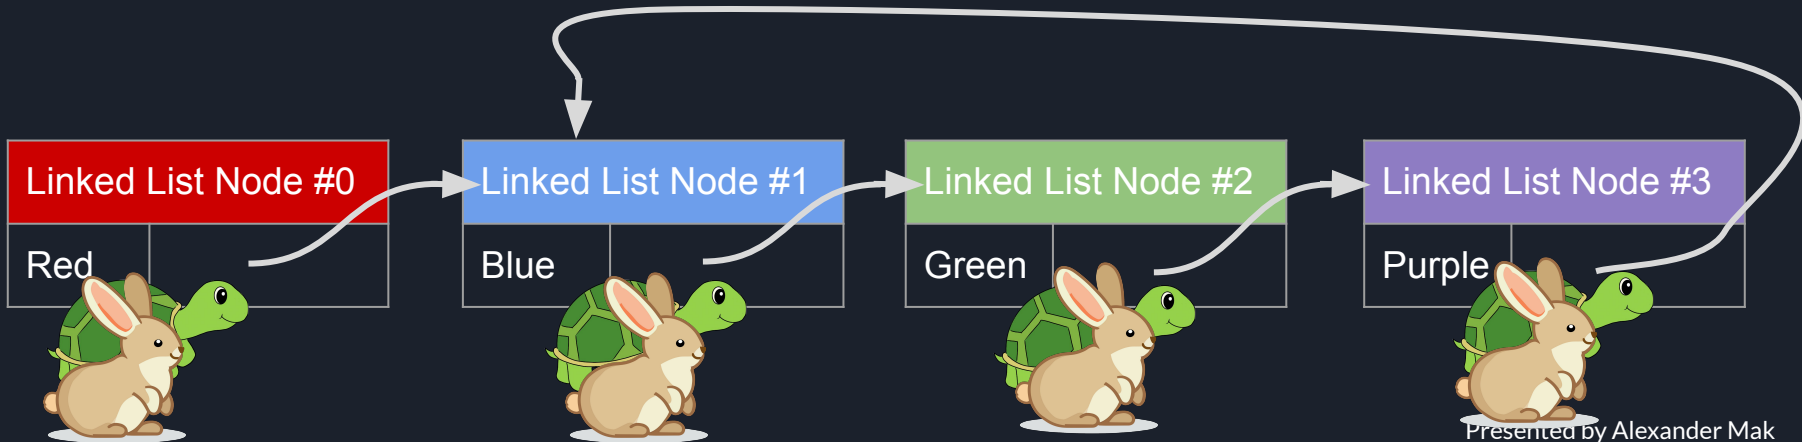 Linked List Node #0
Linked List Node #1
Linked List Node #2
Linked List Node #3
Red
Blue
Green
Purple
Presented by Alexander Mak